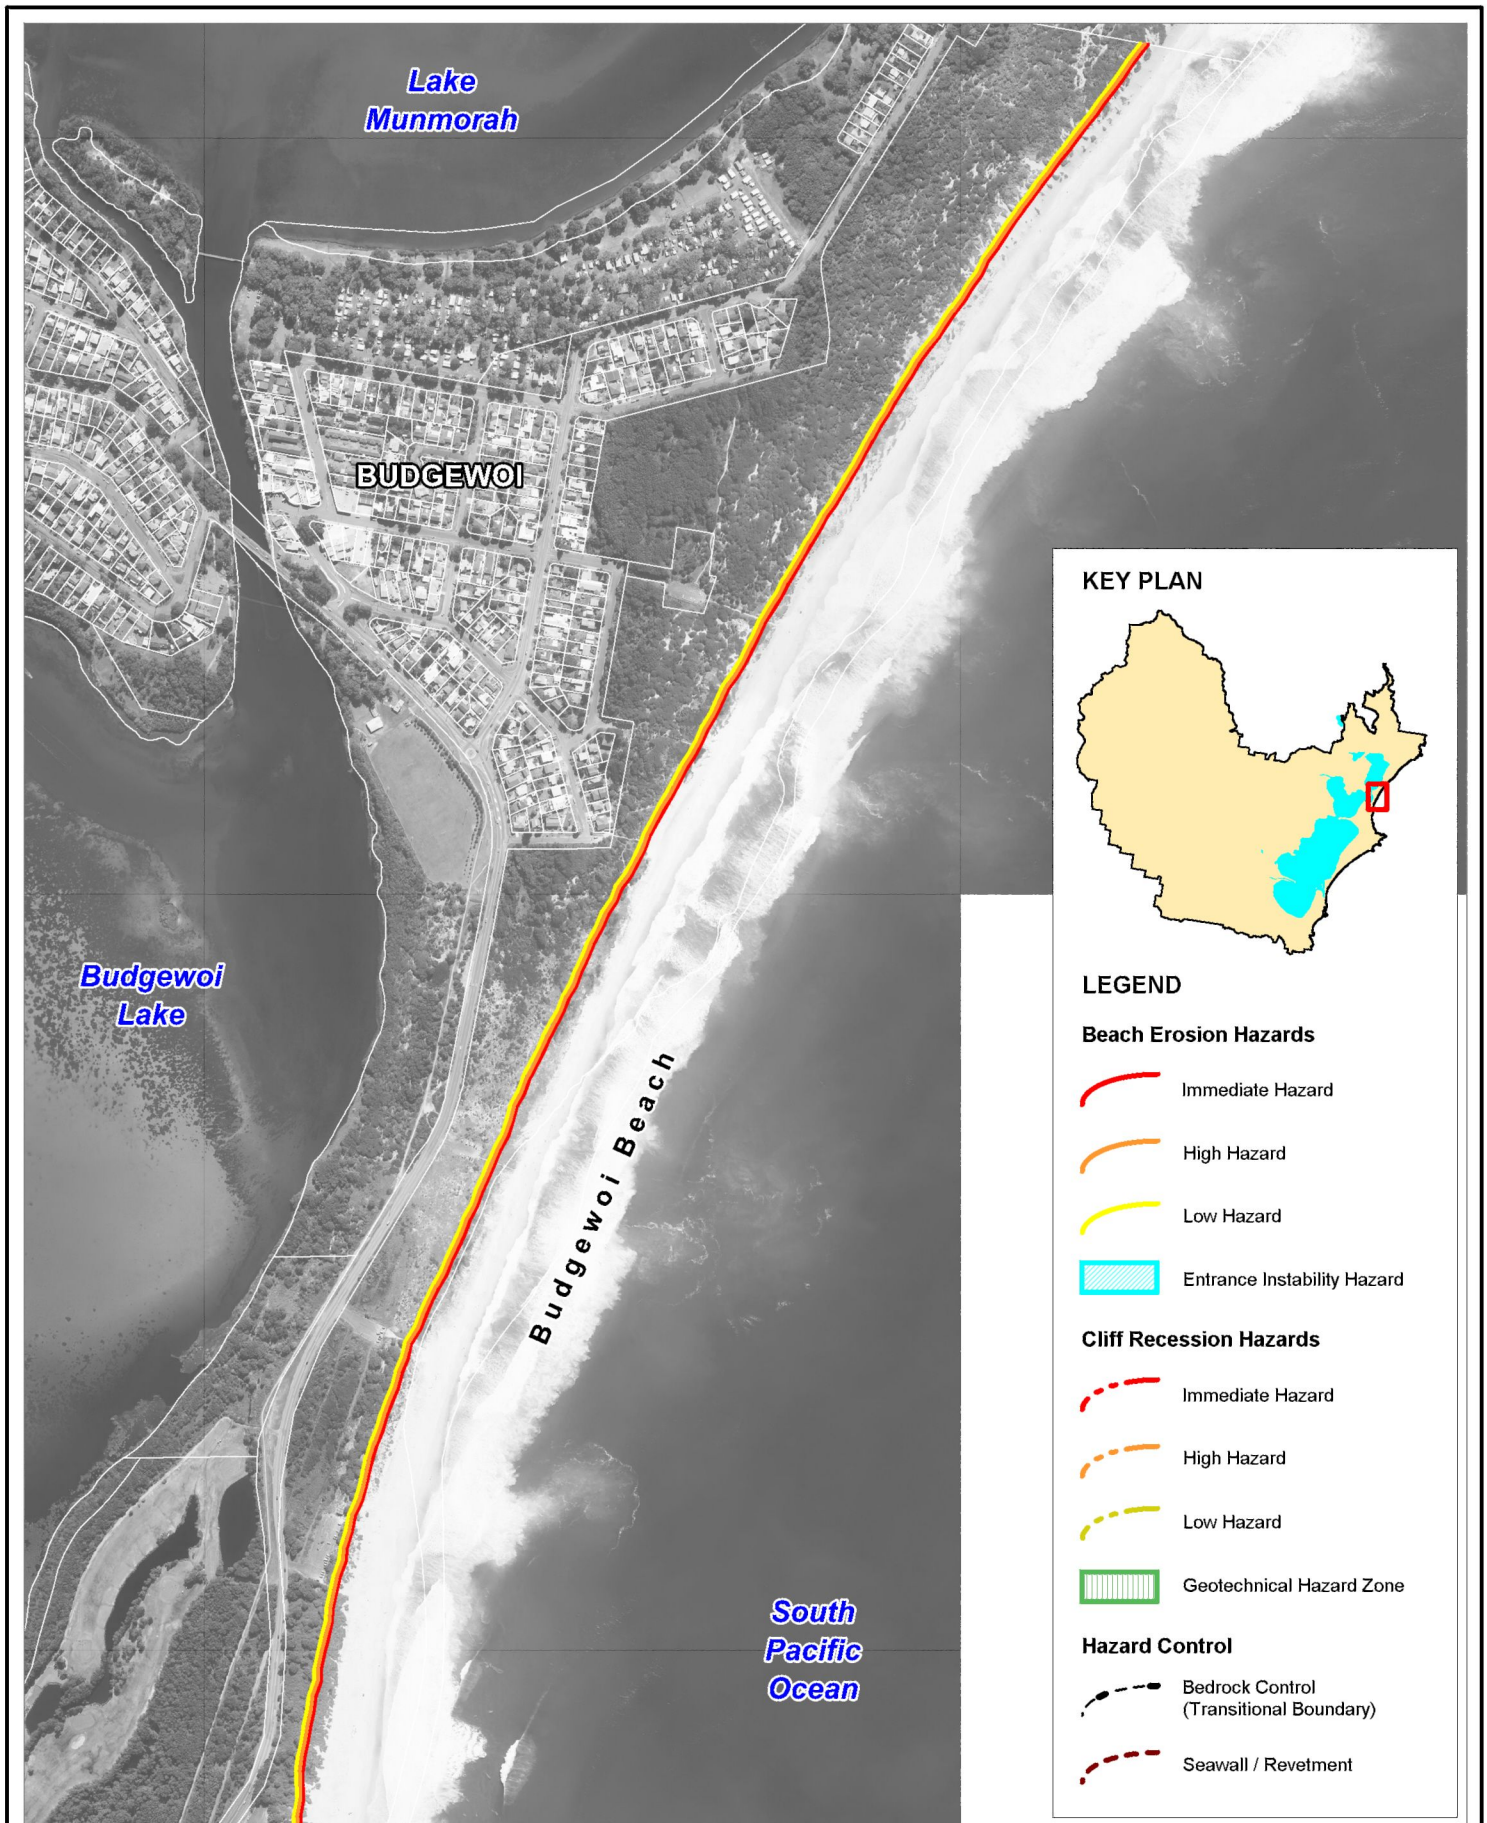 Lake
Munmorah
BUDGEWOI
Budgewoi
Lake
Budgewoi Beach
South
Pacific
Ocean
KEY PLAN
LEGEND
Beach Erosion Hazards
Immediate Hazard
High Hazard
Low Hazard
Entrance Instability Hazard
Cliff Recession Hazards
Immediate Hazard
High Hazard
Low Hazard
Geotechnical Hazard Zone
Hazard Control
Bedrock Control
(Transitional Boundary)
Seawall / Revetment